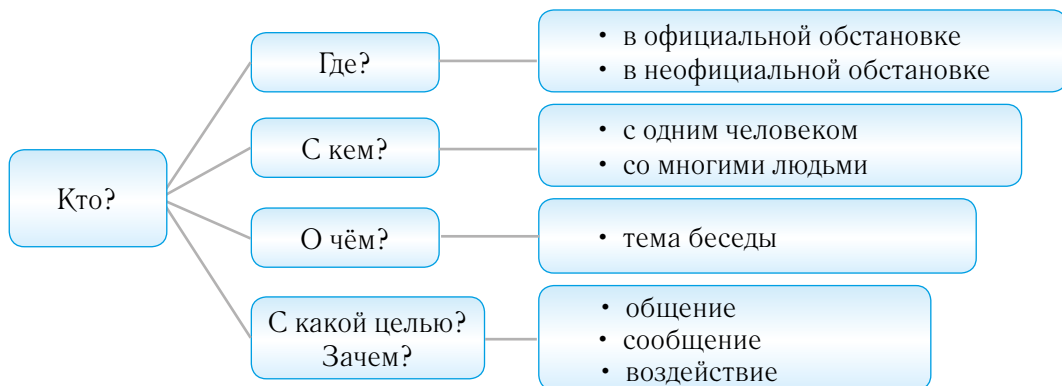 Кто?
Где?
• в официальной обстановке
• в неофициальной обстановке
С кем?
• с одним человеком
• со многими людьми
О чём?
• тема беседы
С какой целью?
Зачем?
• общение
• сообщение
• воздействие